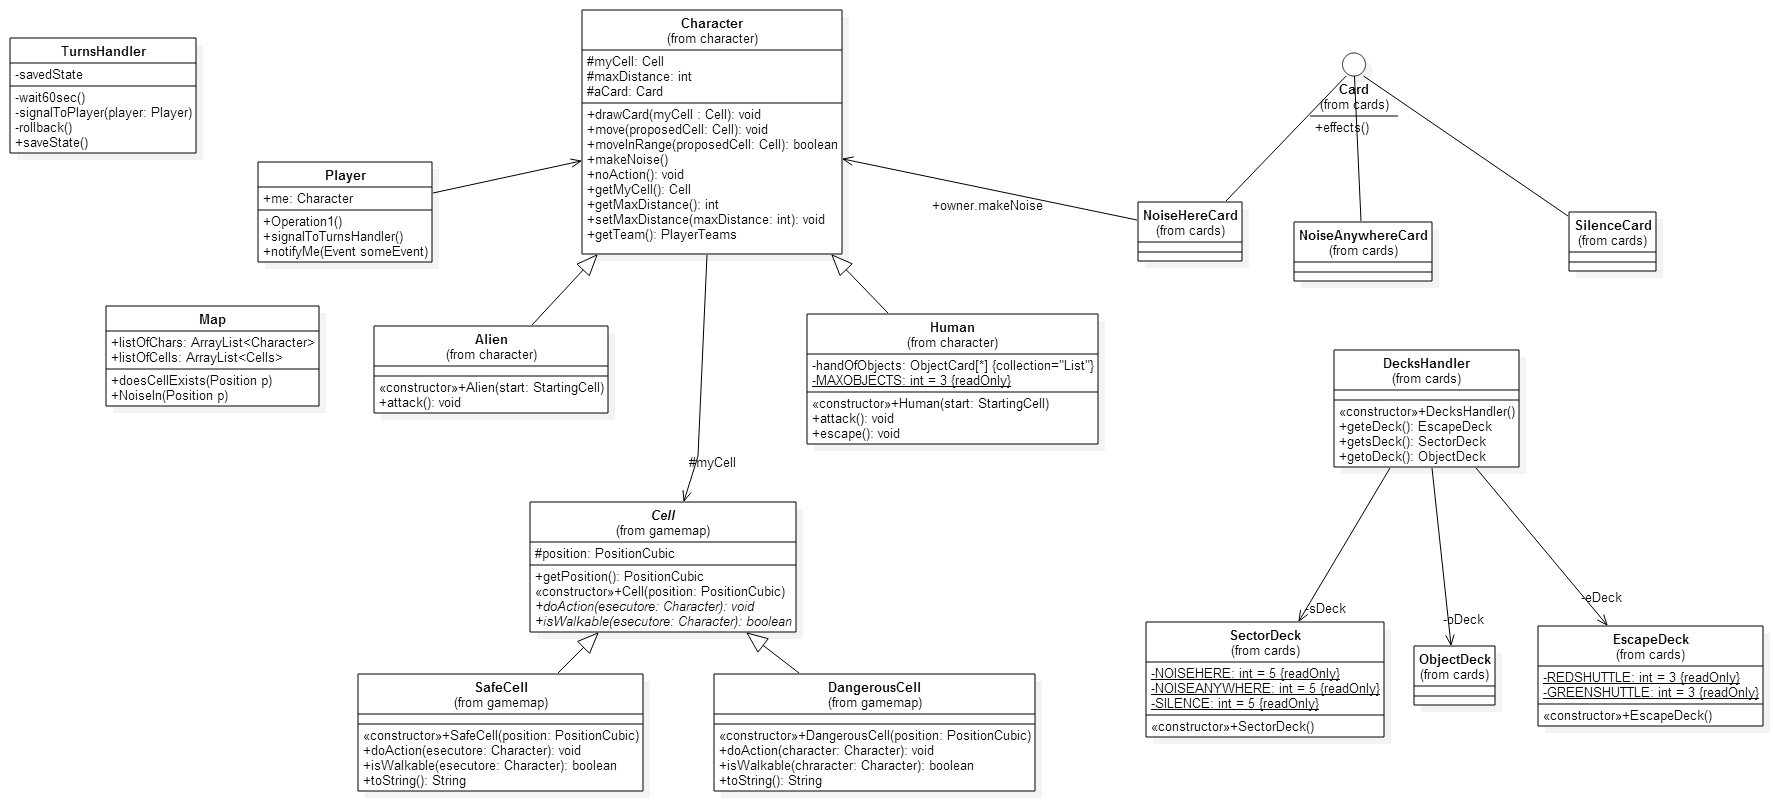 TurnsHandler
-savedState
-wait60sec()
-signalToPlayer(player: Player)
-rollback()
+saveState()
Player
+me: Character
+Operation1()
+signalToTurnsHandler()
+notifyMe(Event someEvent)
Map
+listOfChars: ArrayList<Character>
+listOfCells: ArrayList<Cells>
+doesCellExists(Position p)
+NoiseIn(Position p)
Character
(from character)
#myCell: Cell
#maxDistance: int
#aCard: Card
+drawCard(myCell : Cell): void
+move(proposedCell: Cell): void
+moveInRange(proposedCell: Cell): boolean
+makeNoise()
+noAction(): void
+getMyCell(): Cell
+getMaxDistance(): int
+setMaxDistance(maxDistance: int): void
+getTeam(): PlayerTeams
Alien
(from character)
«constructor»+Alien(start: StartingCell)
+attack(): void
Human
(from character)
-handOfObjects: ObjectCard[*] {collection="List"}
-MAXOBJECTS: int = 3 {readOnly}
«constructor»+Human(start: StartingCell)
+attack(): void
+escape(): void
#myCell
Cell
(from gamemap)
#position: PositionCubic
+getPosition(): PositionCubic
«constructor»+Cell(position: PositionCubic)
+doAction(esecutore: Character): void
+isWalkable(esecutore: Character): boolean
SafeCell
(from gamemap)
«constructor»+SafeCell(position: PositionCubic)
+doAction(esecutore: Character): void
+isWalkable(esecutore: Character): boolean
+toString(): String
DangerousCell
(from gamemap)
«constructor»+DangerousCell(position: PositionCubic)
+doAction(character: Character): void
+isWalkable(chraracter: Character): boolean
+toString(): String
Card
(from cards)
+effects()
+owner.makeNoise
NoiseHereCard
(from cards)
NoiseAnywhereCard
(from cards)
SilenceCard
(from cards)
DecksHandler
(from cards)
«constructor»+DecksHandler()
+geteDeck(): EscapeDeck
+getsDeck(): SectorDeck
+getoDeck(): ObjectDeck
-sDeck
-oDeck
-eDeck
SectorDeck
(from cards)
-NOISEHERE: int = 5 {readOnly}
-NOISEANYWHERE: int = 5 {readOnly}
-SILENCE: int = 5 {readOnly}
«constructor»+SectorDeck()
ObjectDeck
(from cards)
EscapeDeck
(from cards)
-REDSHUTTLE: int = 3 {readOnly}
-GREENSHUTTLE: int = 3 {readOnly}
«constructor»+EscapeDeck()